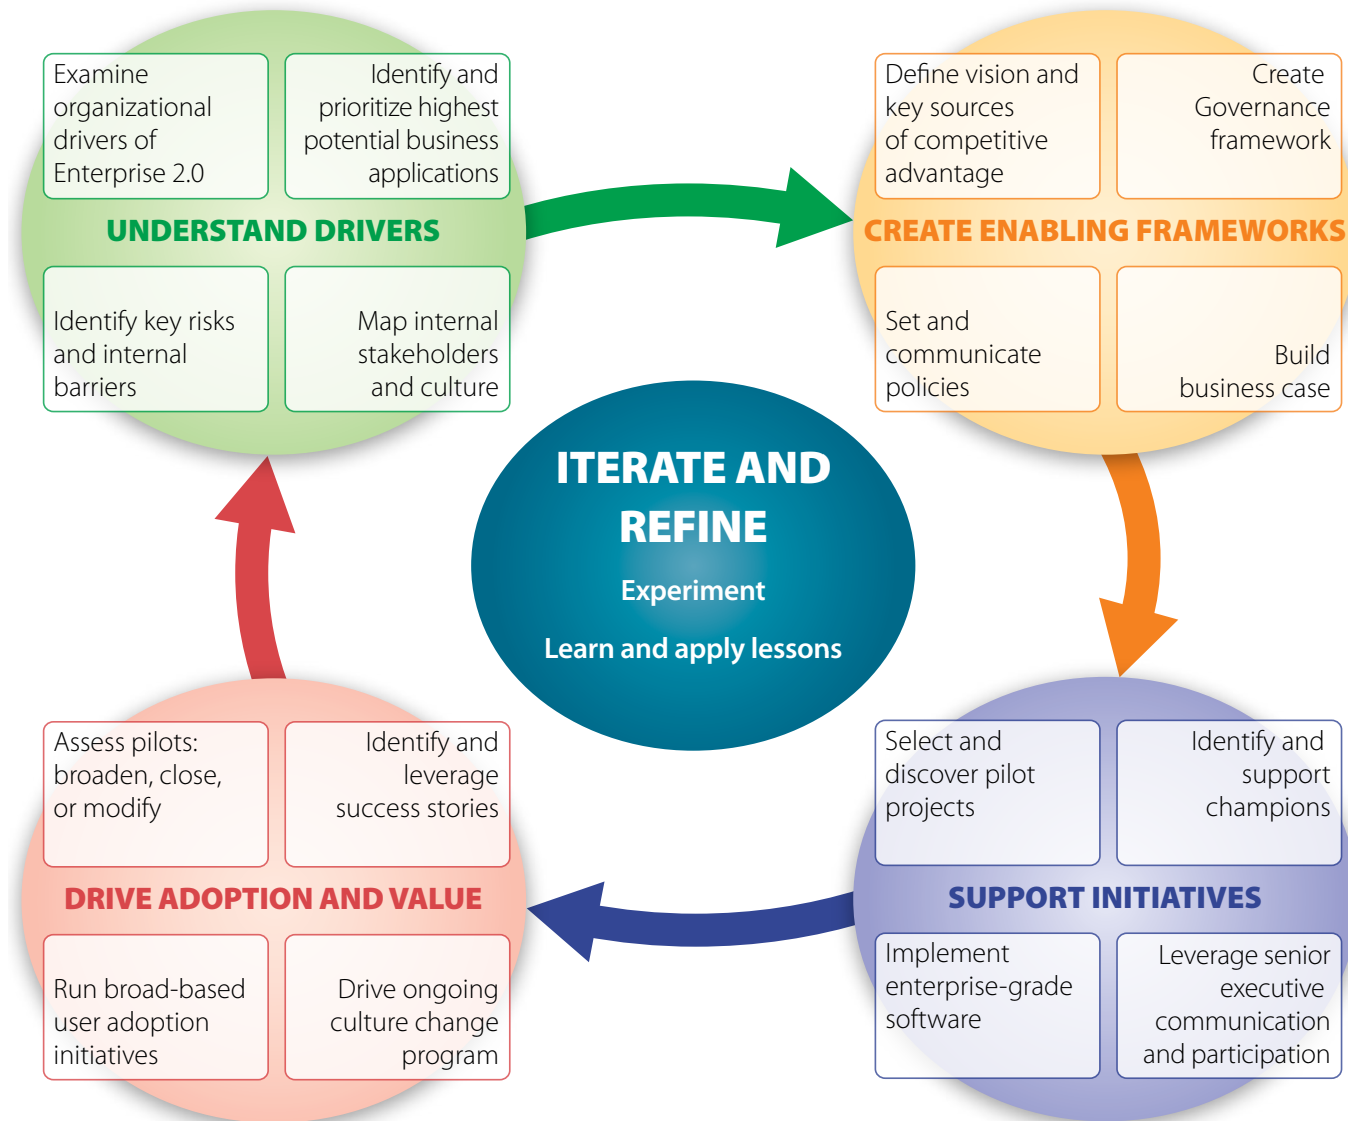 Examine
organizational
drivers of
Enterprise 2.0
Identify and
prioritize highest
potential business
applications
UNDERSTAND DRIVERS
Identify key risks
and internal
barriers
Map internal
stakeholders
and culture
Define vision and
key sources
of competitive
advantage
Create
Governance
framework
CREATE ENABLING FRAMEWORKS
Set and
communicate
policies
Build
business case
ITERATE AND
REFINE
Experiment
Learn and apply lessons
Assess pilots:
broaden, close,
or modify
Identify and
leverage
success stories
DRIVE ADOPTION AND VALUE
Run broad-based
user adoption
initiatives
Drive ongoing
culture change
program
Select and
discover pilot
projects
Identify and
support
champions
SUPPORT INITIATIVES
Implement
enterprise-grade
software
Leverage senior
executive
communication
and participation